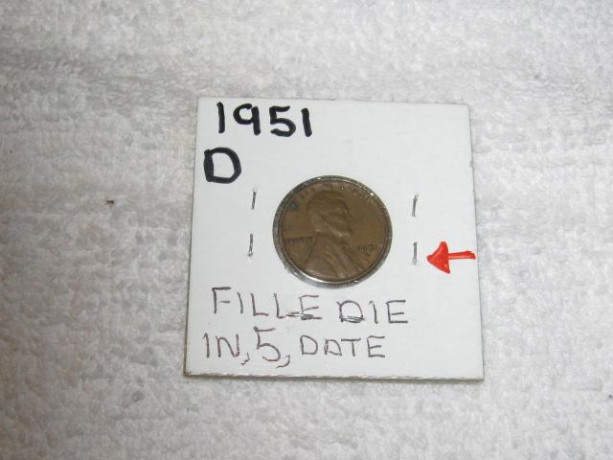 1951
D
FILLE DIE
IN,5,DATE